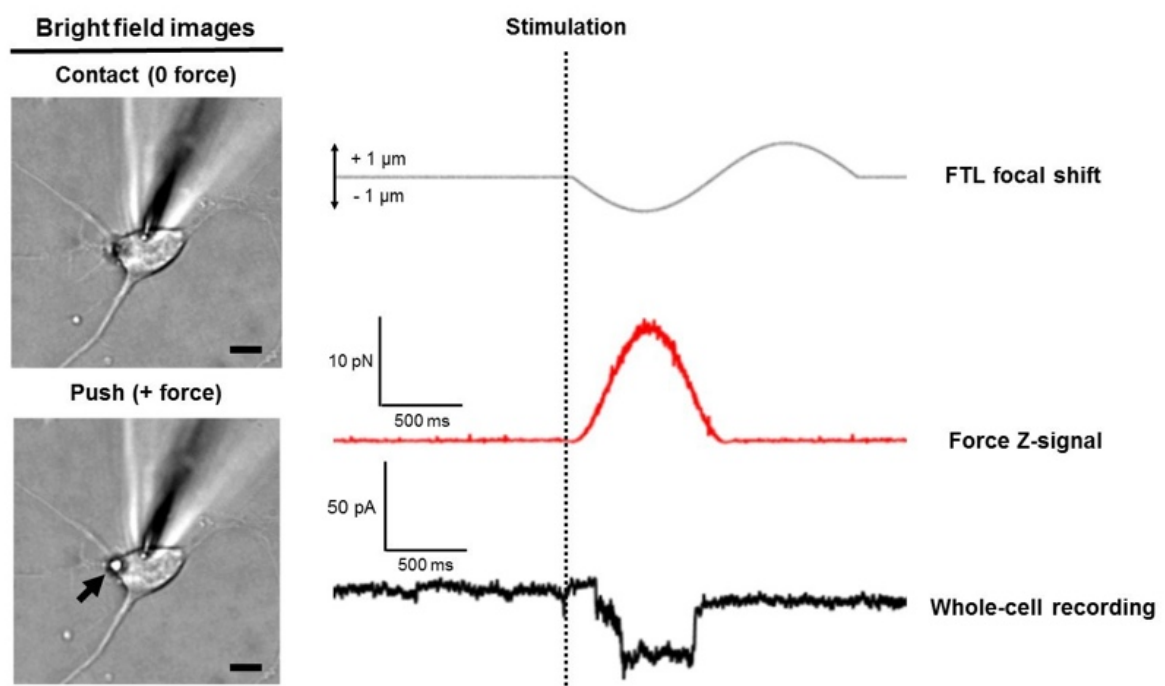 Bright field images
Contact (0 force)
Push (+ force)
Stimulation
+ 1 µm
- 1 µm
FTL focal shift
10 pN
500 ms
Force Z-signal
50 pA
500 ms
Whole-cell recording